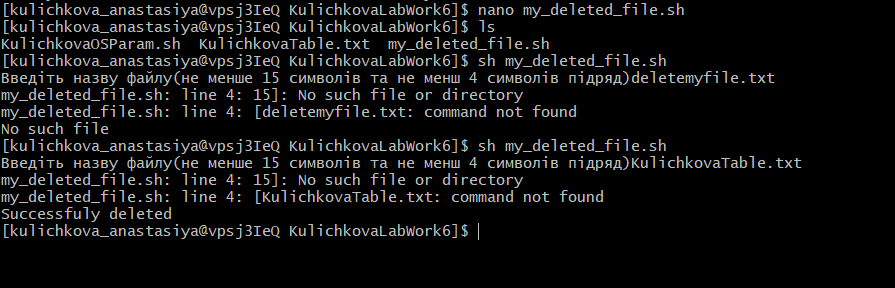 [kulichkova_anastasiya@vpsj3IeQ KulichkovaLabWork6]$ nano my_deleted_file.sh
[kulichkova_anastasiya@vpsj3IeQ KulichkovaLabWork6]$ ls
KulichkovaOSParam.sh  KulichkovaTable.txt  my_deleted_file.sh
[kulichkova_anastasiya@vpsj3IeQ KulichkovaLabWork6]$ sh my_deleted_file.sh
Введіть назву файлу(не менше 15 символів та не менш 4 символів підряд)deletemyfile.txt
my_deleted_file.sh: line 4: 15]: No such file or directory
my_deleted_file.sh: line 4: [deletemyfile.txt: command not found
No such file
[kulichkova_anastasiya@vpsj3IeQ KulichkovaLabWork6]$ sh my_deleted_file.sh
Введіть назву файлу(не менше 15 символів та не менш 4 символів підряд)KulichkovaTable.txt
my_deleted_file.sh: line 4: 15]: No such file or directory
my_deleted_file.sh: line 4: [KulichkovaTable.txt: command not found
Successfuly deleted
[kulichkova_anastasiya@vpsj3IeQ KulichkovaLabWork6]$